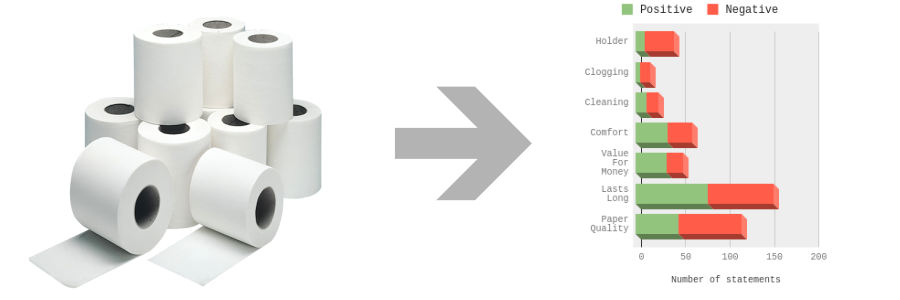 Positive Negative
Holder
Clogging
Cleaning
Comfort
Value
For
Money
Lasts
Long
Paper
Quality
0 50 100 150 200
Number of statements